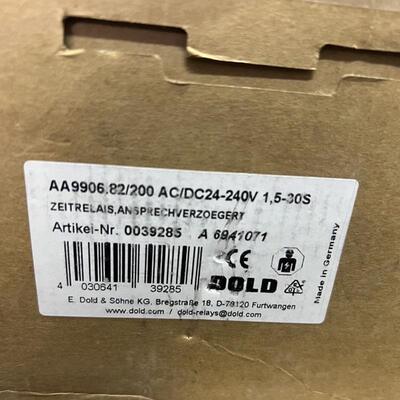 AA9906.82/200 AC/DC24-240V 1,5-30S
ZEITRELAIS,ANSPRECHVERZOEGERT
Artikel-Nr. 0039285 A 6941071
CE
DOLD
4 030641 39285
Made in Germany
E. Dold & Söhne KG, Bregstraße 18, D-78120 Furtwangen
www.dold.com / dold-relays@dold.com